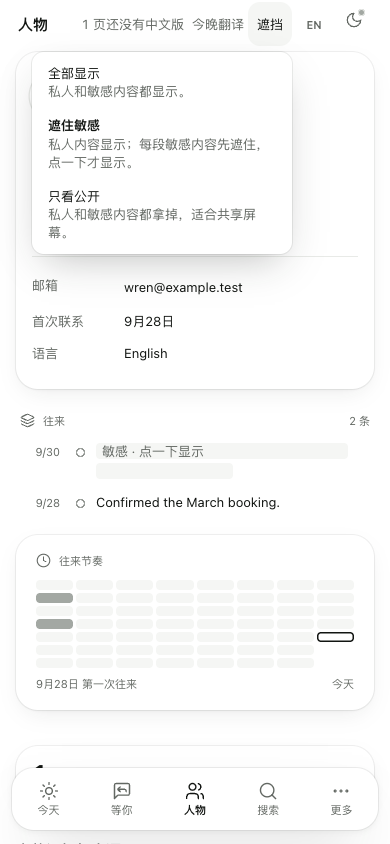 人物 1 页还没有中文版 今晚翻译 遮挡 EN
全部显示
私人和敏感内容都显示。
遮住敏感
私人内容显示；每段敏感内容先遮住，
点一下才显示。
只看公开
私人和敏感内容都拿掉，适合共享屏
幕。
邮箱 wren@example.test
首次联系 9月28日
语言 English
往来 2 条
9/30 敏感 · 点一下显示
9/28 Confirmed the March booking.
往来节奏
9月28日 第一次往来 今天
今天 等你 人物 搜索 更多